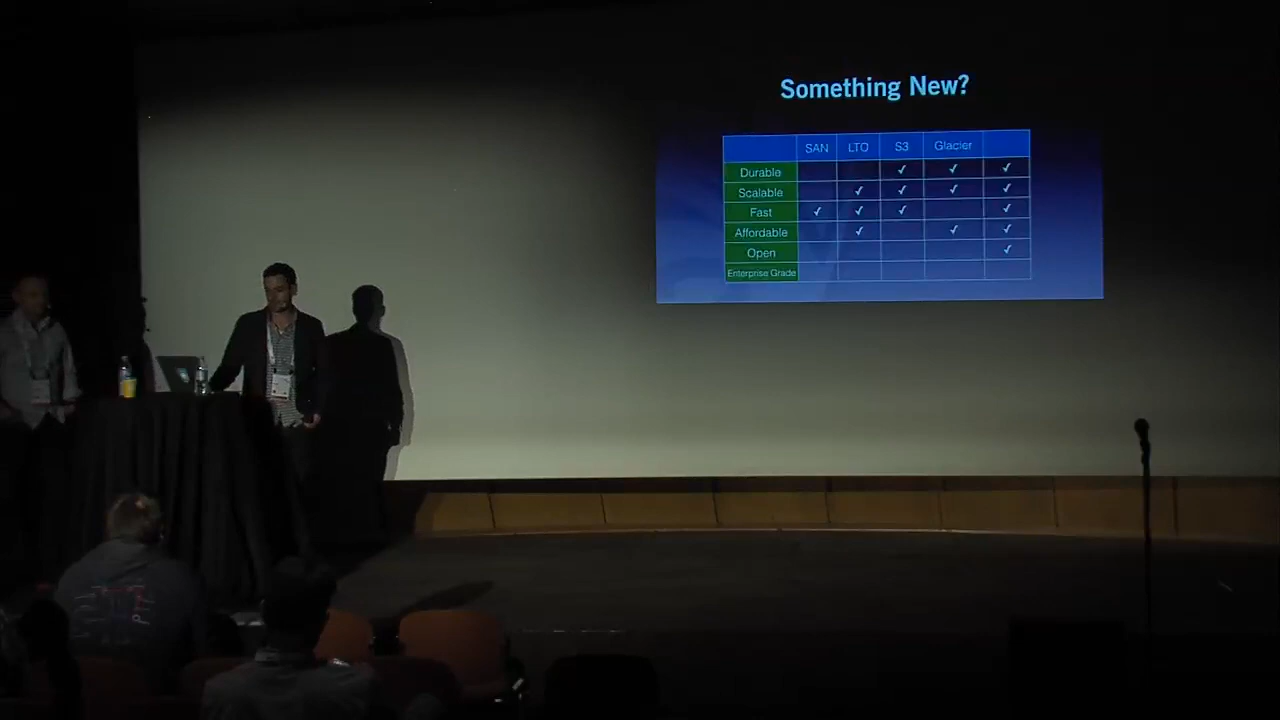 Something New?
SAN LTO S3 Glacier
Durable ✓ ✓ ✓
Scalable ✓ ✓ ✓ ✓
Fast ✓ ✓ ✓ ✓
Affordable ✓ ✓ ✓
Open ✓
Enterprise Grade